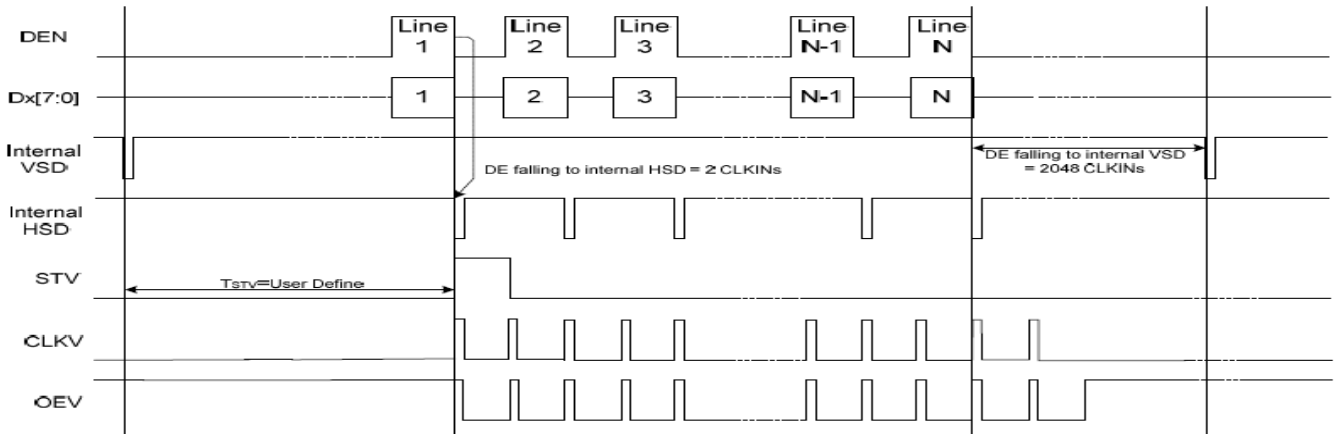 DEN
Line
1
Line
2
Line
3
Line
N-1
Line
N
Dx[7:0]
1
2
3
N-1
N
Internal
VSD
DE falling to internal HSD = 2 CLKINs
DE falling to internal VSD
= 2048 CLKINs
Internal
HSD
STV
TSTV=User Define
CLKV
OEV